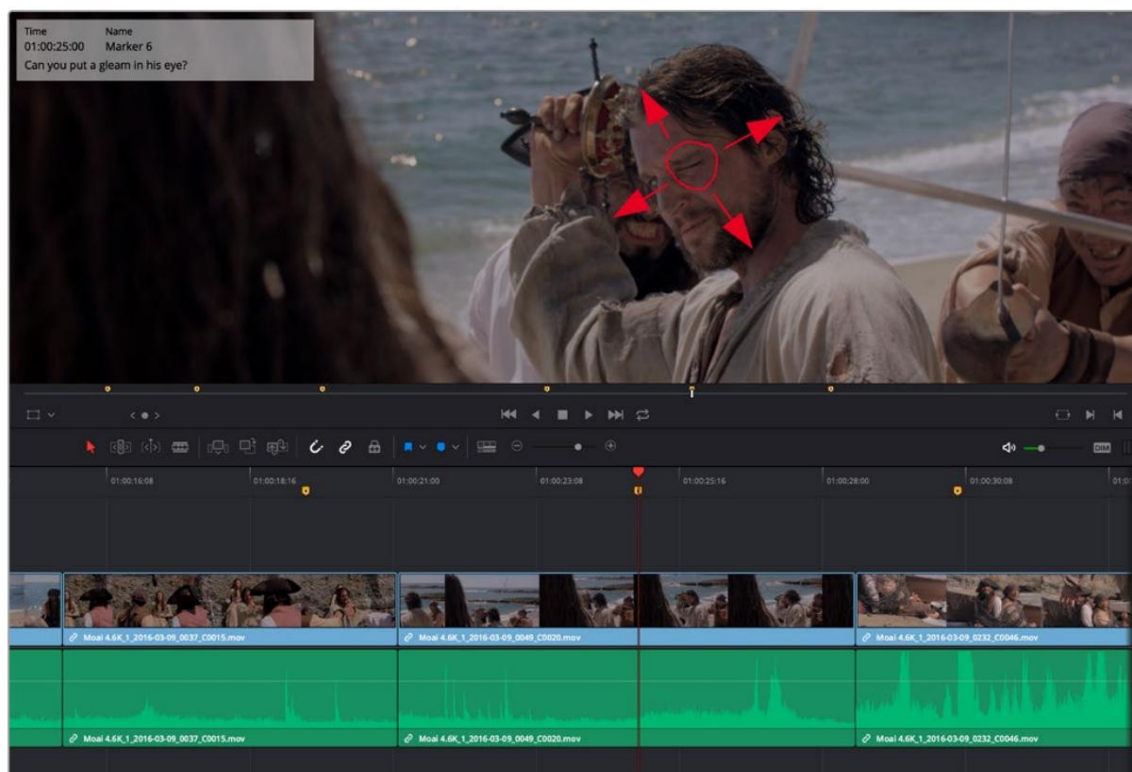 Time Name
01:00:25:00 Marker 6
Can you put a gleam in his eye?
DIM
01:00:16:08 01:00:18:16 01:00:21:00 01:00:23:08 01:00:25:16 01:00:28:00 01:00:30:08
Moai 4.6K_1_2016-03-09_0037_C0015.mov Moai 4.6K_1_2016-03-09_0049_C0020.mov Moai 4.6K_1_2016-03-09_0232_C0046.mov
Moai 4.6K_1_2016-03-09_0037_C0015.mov Moai 4.6K_1_2016-03-09_0049_C0020.mov Moai 4.6K_1_2016-03-09_0232_C0046.mov